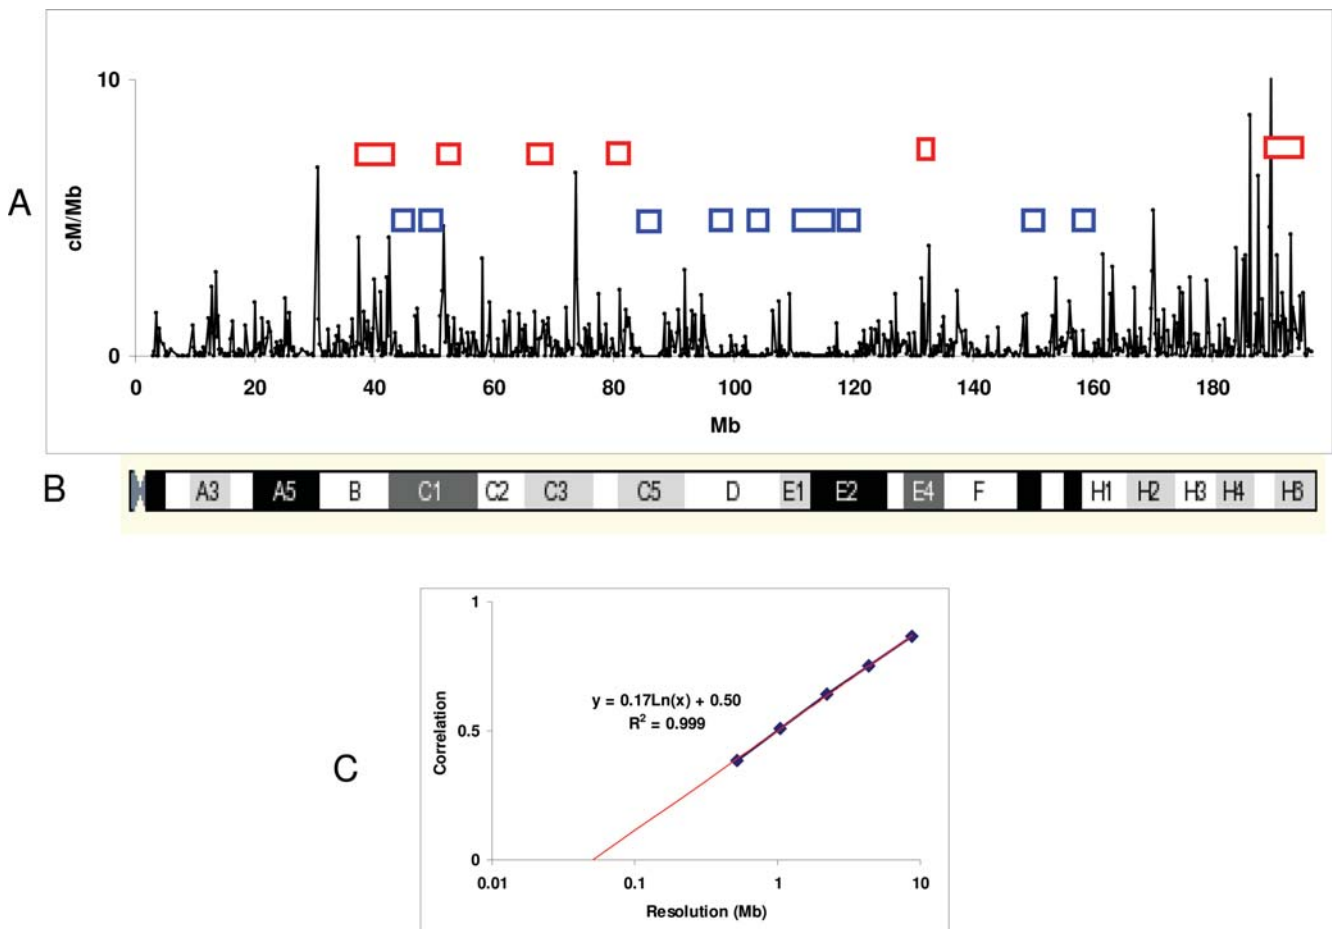 A
cM/Mb
10
0
0 20 40 60 80 100 120 140 160 180
Mb
B
A3 A5 B C1 C2 C3 C5 D E1 E2 E4 F H1 H2 H3 H4 H6
C
Correlation
1
y = 0.17Ln(x) + 0.50
R² = 0.999
0.5
0
0.01 0.1 1 10
Resolution (Mb)